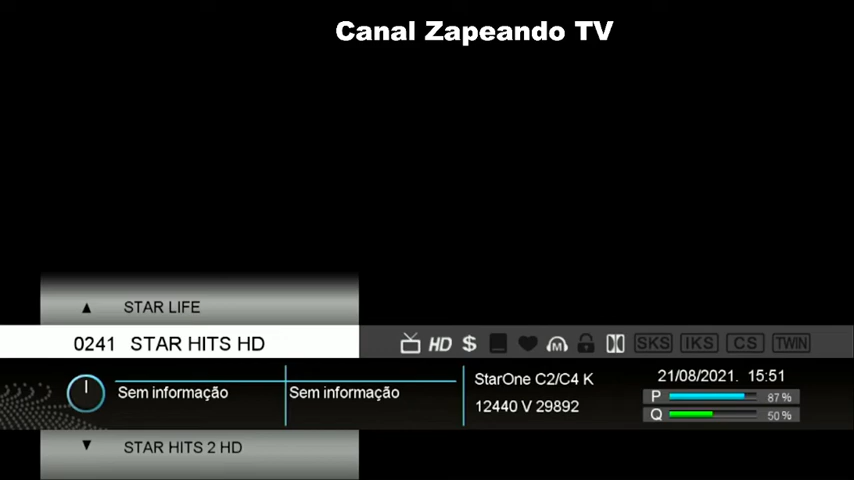 Canal Zapeando TV
▲ STAR LIFE
0241 STAR HITS HD
HD $ SKS IKS CS TWIN
Sem informação
Sem informação
StarOne C2/C4 K
12440 V 29892
21/08/2021. 15:51
P 87 %
Q 50 %
▼ STAR HITS 2 HD